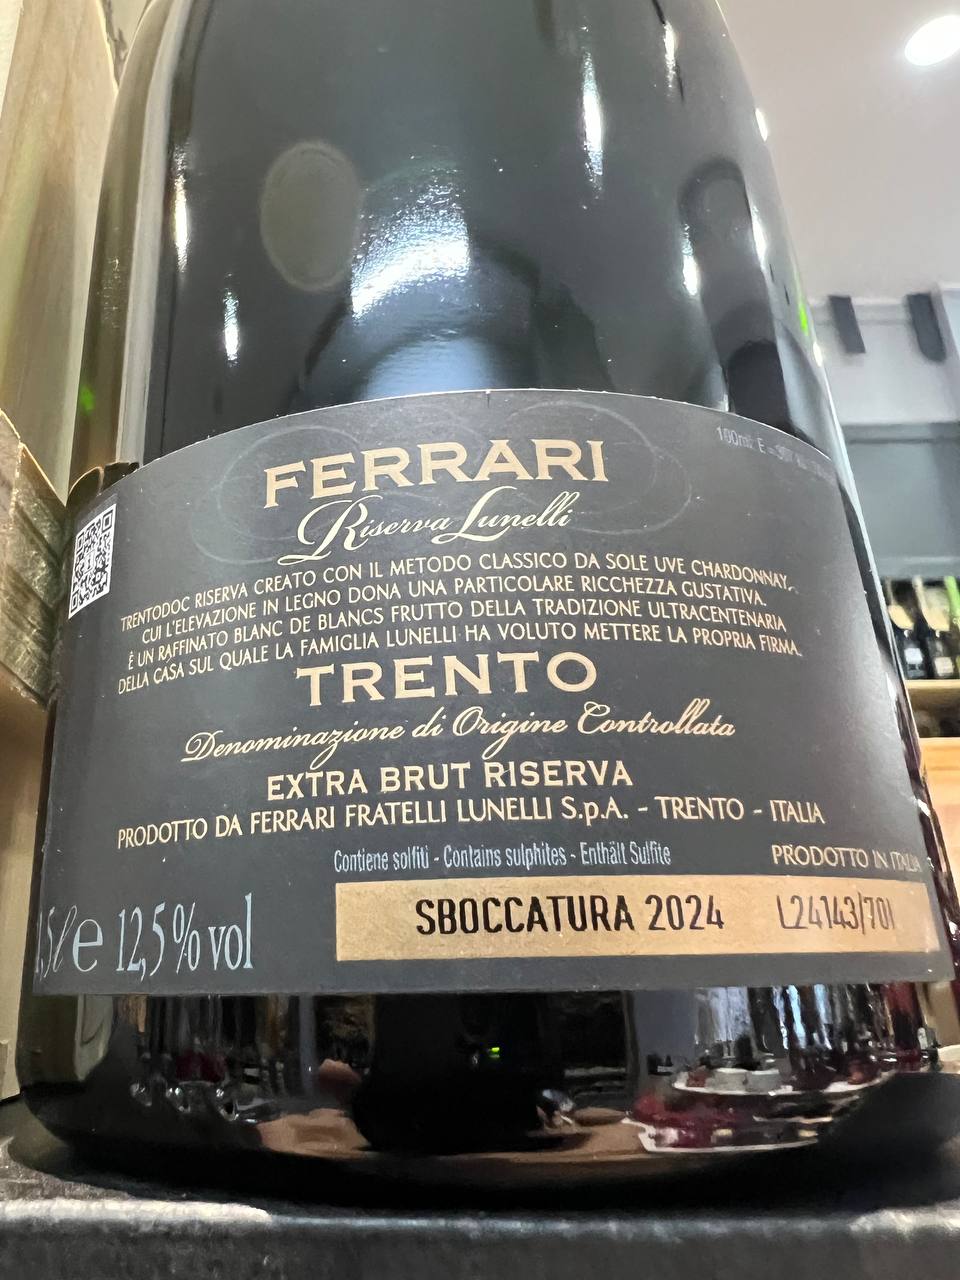 FERRARI
Riserva Lunelli
TRENTODOC RISERVA CREATO CON IL METODO CLASSICO DA SOLE UVE CHARDONNAY,
CUI L'ELEVAZIONE IN LEGNO DONA UNA PARTICOLARE RICCHEZZA GUSTATIVA.
È UN RAFFINATO BLANC DE BLANCS FRUTTO DELLA TRADIZIONE ULTRACENTENARIA
DELLA CASA SUL QUALE LA FAMIGLIA LUNELLI HA VOLUTO METTERE LA PROPRIA FIRMA.
TRENTO
Denominazione di Origine Controllata
EXTRA BRUT RISERVA
PRODOTTO DA FERRARI FRATELLI LUNELLI S.p.A. - TRENTO - ITALIA
Contiene solfiti - Contains sulphites - Enthält Sulfite
PRODOTTO IN ITALIA
1,5 ℓ e 12,5 % vol
SBOCCATURA 2024 L24143/701
100ml: E =